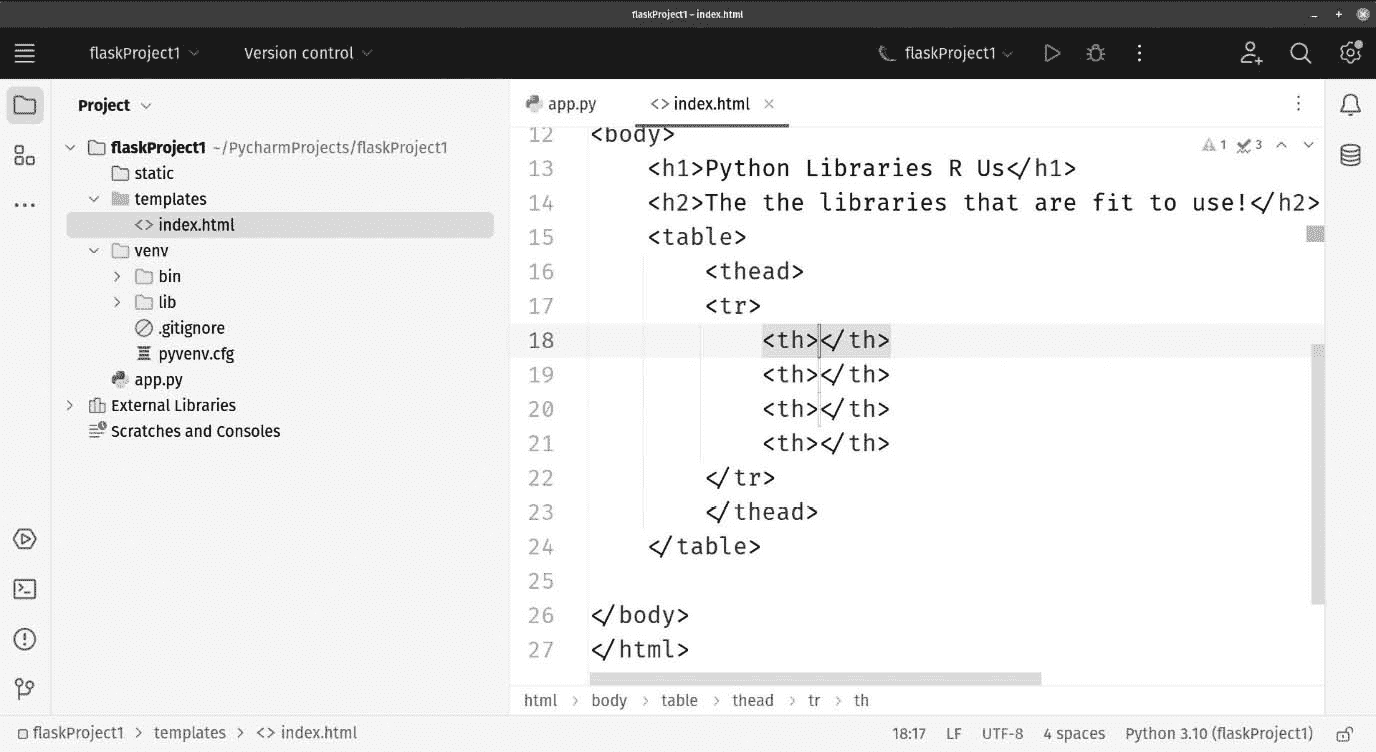 flaskProject1 – index.html
flaskProject1 Version control flaskProject1
Project
flaskProject1 ~/PycharmProjects/flaskProject1
static
templates
<> index.html
venv
bin
lib
.gitignore
pyvenv.cfg
app.py
External Libraries
Scratches and Consoles
app.py <> index.html
1 3
12 <body>
13 <h1>Python Libraries R Us</h1>
14 <h2>The the libraries that are fit to use!</h2>
15 <table>
16 <thead>
17 <tr>
18 <th></th>
19 <th></th>
20 <th></th>
21 <th></th>
22 </tr>
23 </thead>
24 </table>
25
26 </body>
27 </html>
html > body > table > thead > tr > th
flaskProject1 > templates > <> index.html 18:17 LF UTF-8 4 spaces Python 3.10 (flaskProject1)